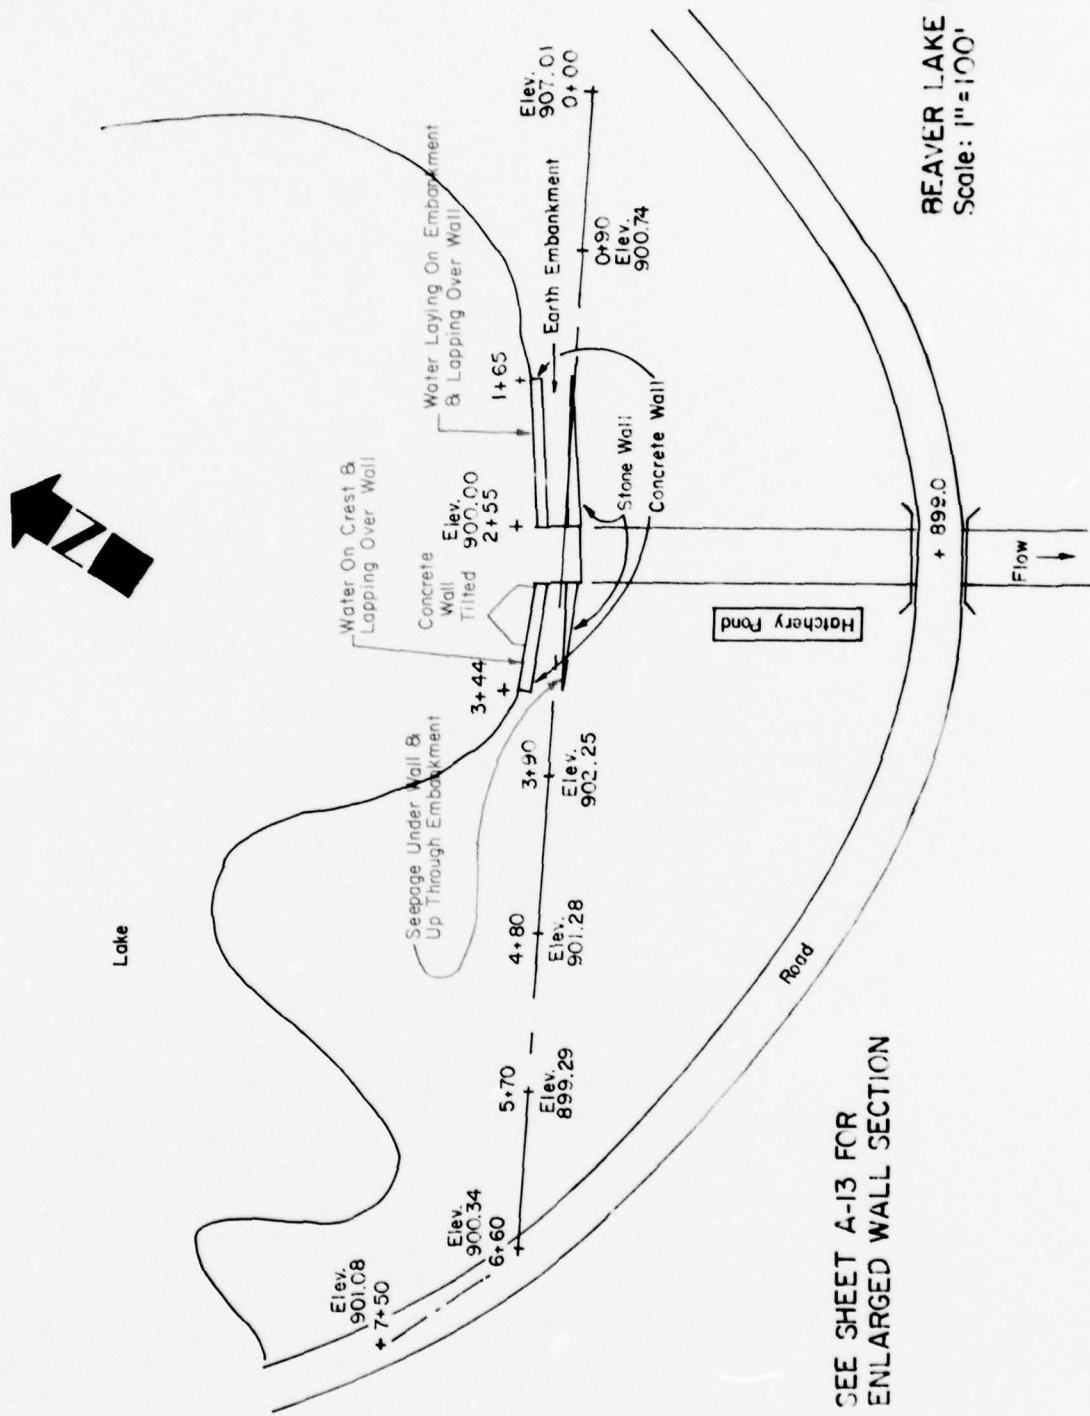 N
Lake
Elev.
901.08
+ 7+50
Elev.
900.34
6+60
5+70
Elev.
899.29
4+80
Elev.
901.28
3+90
Elev.
902.25
Seepage Under Wall &
Up Through Embankment
3+44
Water On Crest &
Lapping Over Wall
Concrete
Wall
Tilted
Elev.
900.00
2+55
1+65
Water Laying On Embankment
& Lapping Over Wall
Earth Embankment
Elev.
907.01
0+00
0+90
Elev.
900.74
Stone Wall
Concrete Wall
Hatchery Pond
+ 899.0
Flow
Road
SEE SHEET A-13 FOR
ENLARGED WALL SECTION
BEAVER LAKE
Scale: 1"=100'